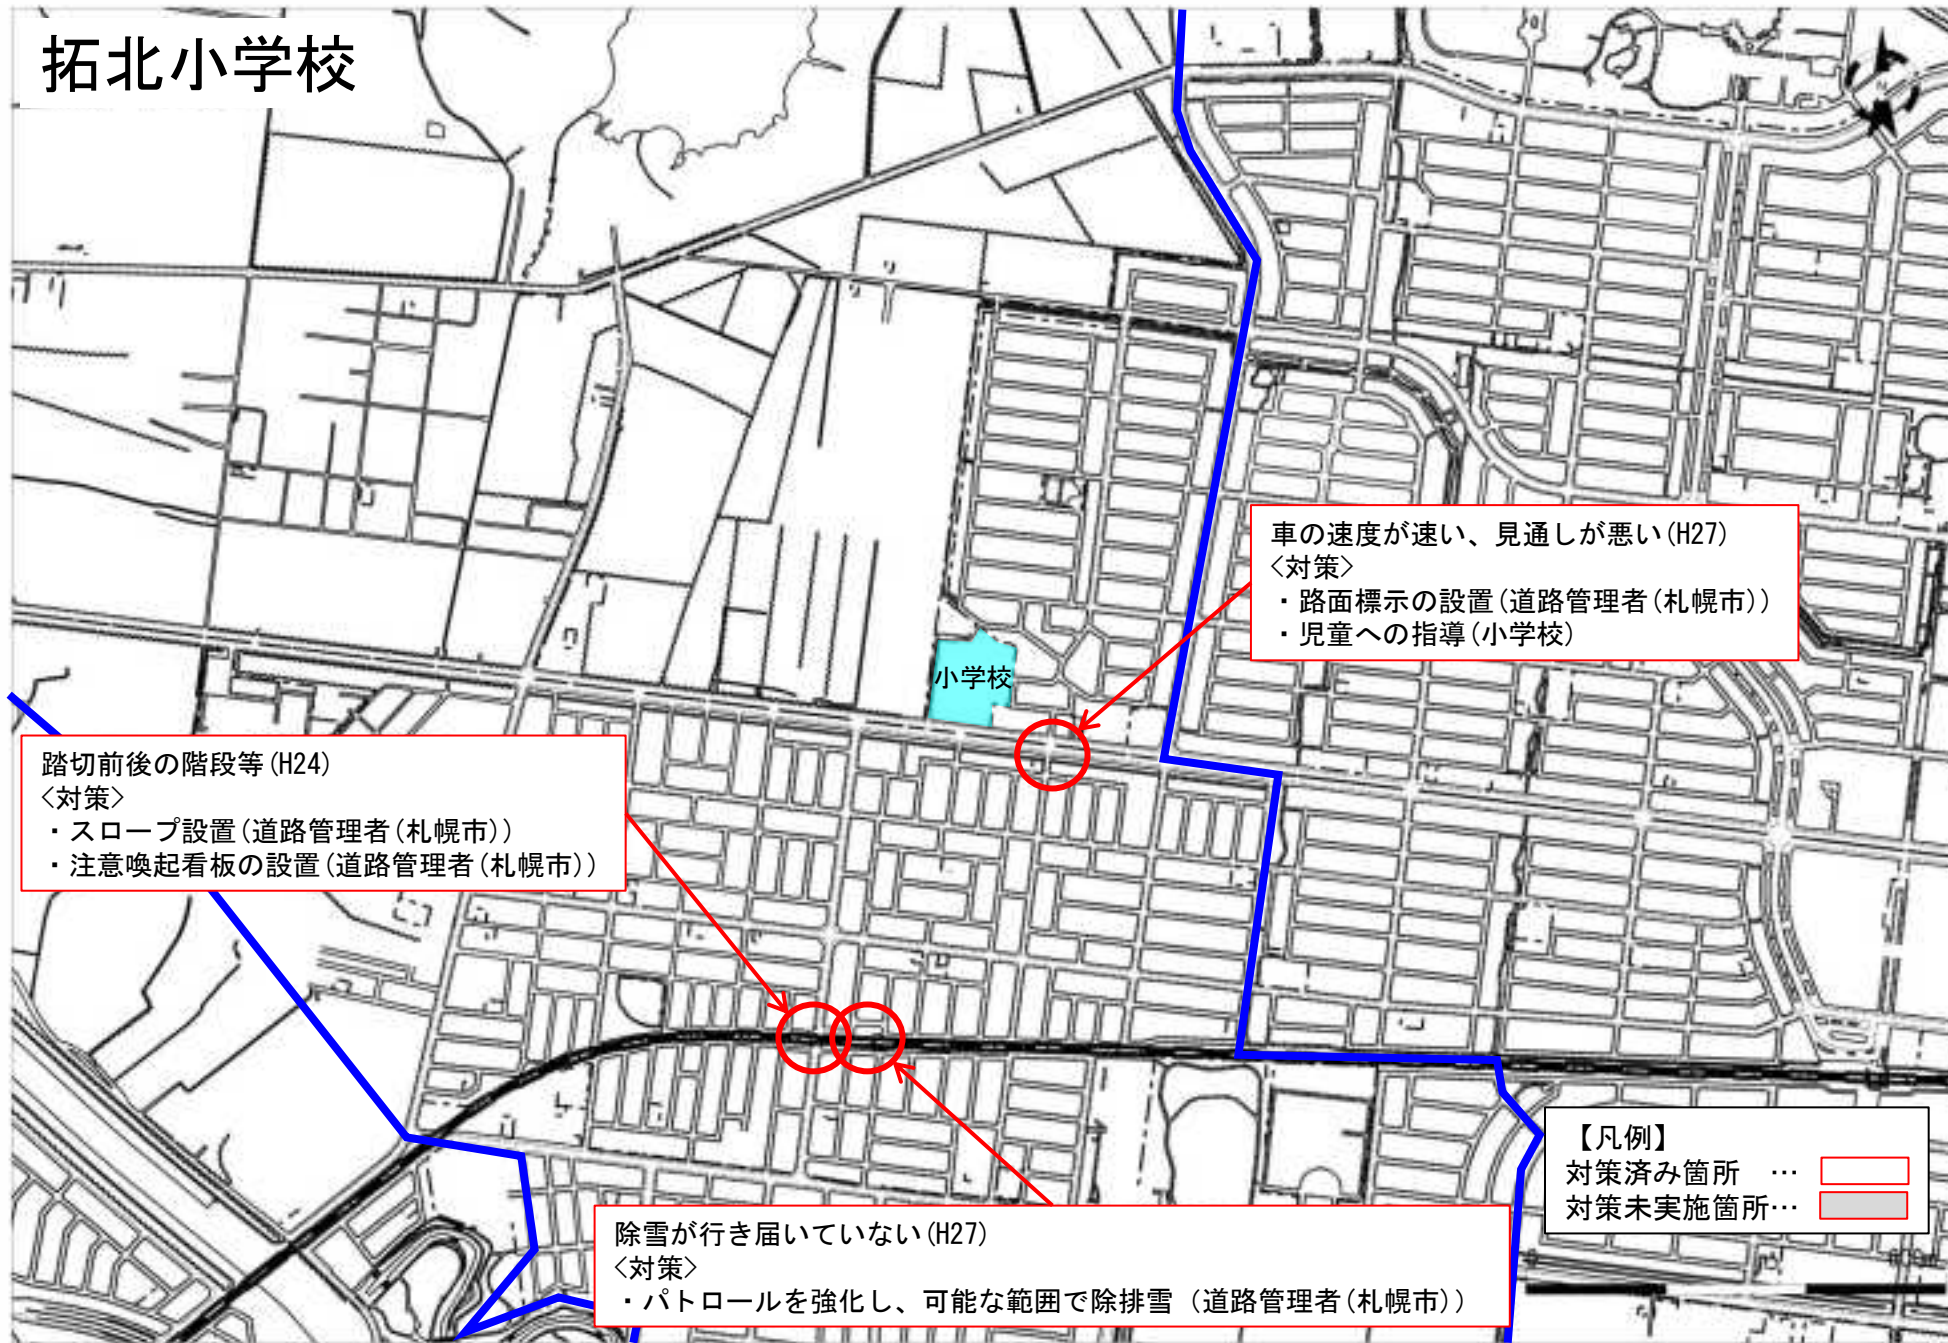 拓北小学校
車の速度が速い、見通しが悪い(H27)
<対策>
・路面標示の設置(道路管理者(札幌市))
・児童への指導(小学校)
小学校
踏切前後の階段等(H24)
<対策>
・スロープ設置(道路管理者(札幌市))
・注意喚起看板の設置(道路管理者(札幌市))
【凡例】
対策済み箇所 …
対策未実施箇所…
除雪が行き届いていない(H27)
<対策>
・パトロールを強化し、可能な範囲で除排雪 (道路管理者(札幌市))